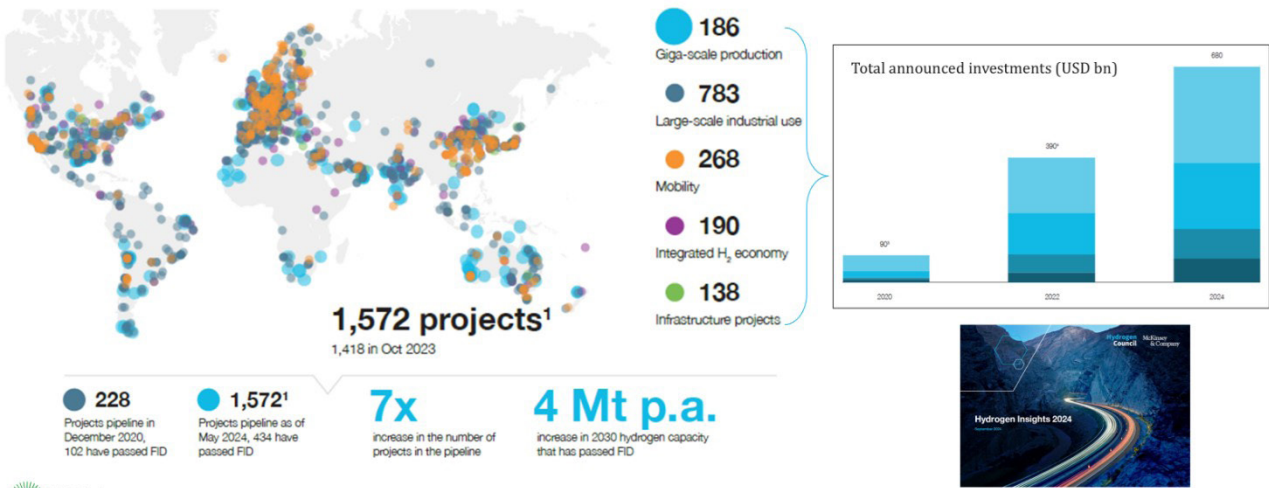 186
Giga-scale production
783
Large-scale industrial use
268
Mobility
190
Integrated H₂ economy
138
Infrastructure projects
1,572 projects¹
1,418 in Oct 2023
228
Projects pipeline in
December 2020,
102 have passed FID
1,572¹
Projects pipeline as of
May 2024, 434 have
passed FID
7x
increase in the number of
projects in the pipeline
4 Mt p.a.
increase in 2030 hydrogen capacity
that has passed FID
Total announced investments (USD bn)
680
390
90
2020
2022
2024
Hydrogen
Council
McKinsey
& Company
Hydrogen Insights 2024
September 2024